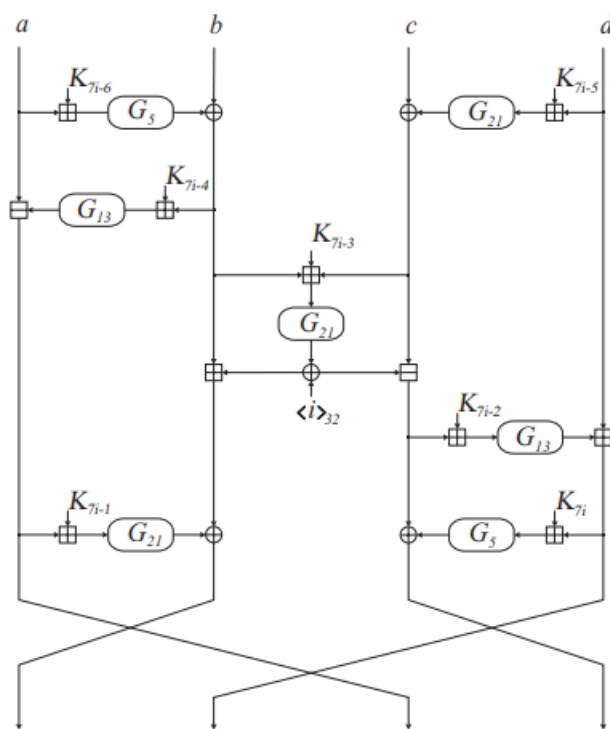 a b c d
K7i-6 K7i-5
G5 G21
K7i-4
G13
K7i-3
G21
<i>32
K7i-2
G13
K7i-1 K7i
G21 G5